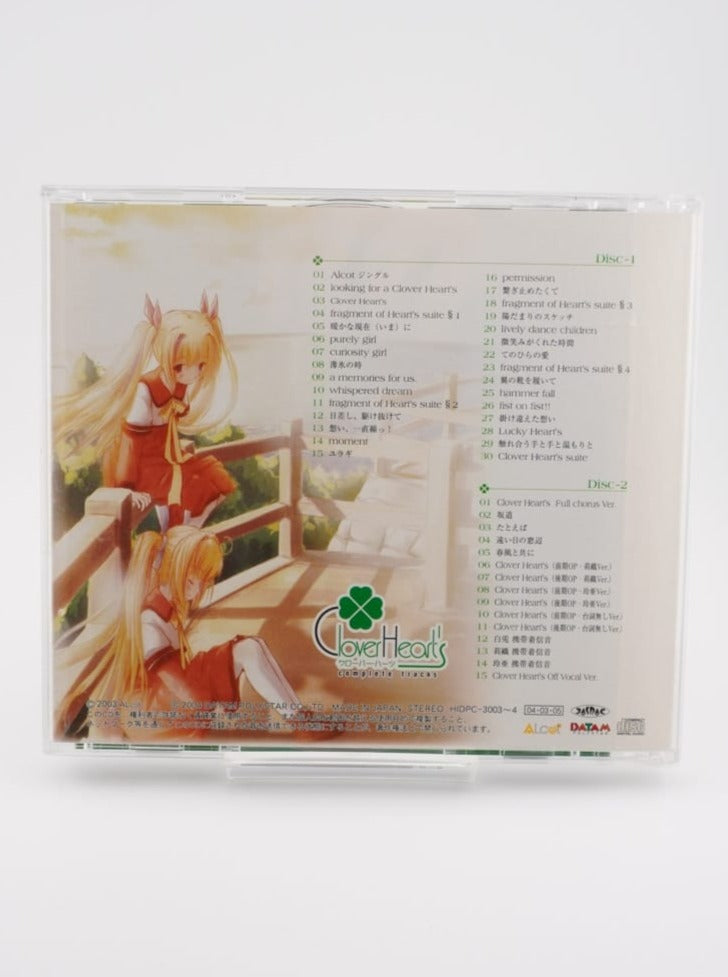 Disc-1
01 Alcot ジングル
02 looking for a Clover Heart's
03 Clover Heart's
04 fragment of Heart's suite §1
05 暖かな現在（いま）に
06 purely girl
07 curiosity girl
08 薄氷の時
09 a memories for us.
10 whispered dream
11 fragment of Heart's suite §2
12 日差し、駆け抜けて
13 想い、一直線っ！
14 moment
15 ユラギ
16 permission
17 繋ぎ止めたくて
18 fragment of Heart's suite §3
19 陽だまりのスケッチ
20 lively dance children
21 微笑みがくれた時間
22 てのひらの愛
23 fragment of Heart's suite §4
24 翼の靴を履いて
25 hammer fall
26 fist on fist!!
27 掛け違えた想い
28 Lucky Heart's
29 触れ合う手と手と温もりと
30 Clover Heart's suite
Disc-2
01 Clover Heart's Full chorus Ver.
02 坂道
03 たとえば
04 遠い日の窓辺
05 春風と共に
06 Clover Heart's（前期OP・莉織Ver.）
07 Clover Heart's（後期OP・莉織Ver.）
08 Clover Heart's（前期OP・玲亜Ver.）
09 Clover Heart's（後期OP・玲亜Ver.）
10 Clover Heart's（前期OP・台詞無しVer.）
11 Clover Heart's（後期OP・台詞無しVer.）
12 白兎 携帯着信音
13 莉織 携帯着信音
14 玲亜 携帯着信音
15 Clover Heart's Off Vocal Ver.
Clover Heart's
クローバーハーツ
complete tracks
©2003 ALcot STEREO HIDPC-3003~4 04·03·05 JASRAC
ALcot DATAM